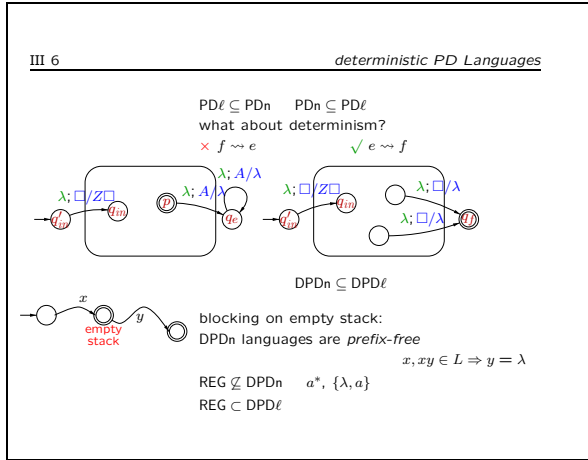 III 6 deterministic PD Languages
PDℓ ⊆ PDn PDn ⊆ PDℓ
what about determinism?
× f ⇝ e √ e ⇝ f
λ; □/Z□ λ; A/λ λ; A/λ
q′in qin p qe
λ; □/Z□ λ; □/λ λ; □/λ
q′in qin qf
DPDn ⊆ DPDℓ
x y
empty
stack
blocking on empty stack:
DPDn languages are prefix-free
x, xy ∈ L ⇒ y = λ
REG ⊈ DPDn a*, {λ, a}
REG ⊂ DPDℓ